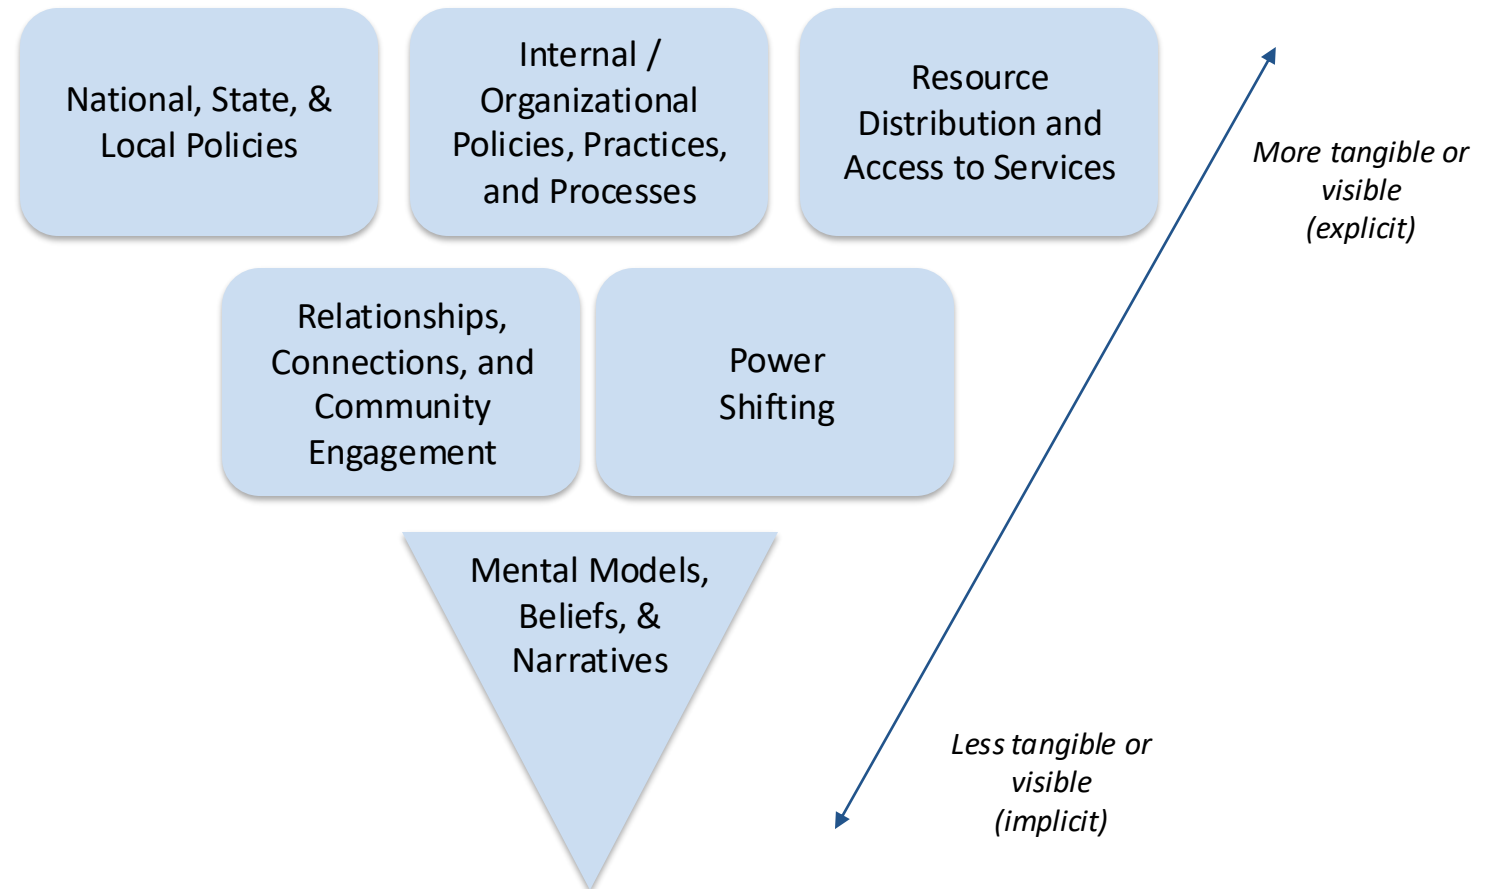 National, State, &
Local Policies
Internal /
Organizational
Policies, Practices,
and Processes
Resource
Distribution and
Access to Services
More tangible or
visible
(explicit)
Relationships,
Connections, and
Community
Engagement
Power
Shifting
Mental Models,
Beliefs, &
Narratives
Less tangible or
visible
(implicit)